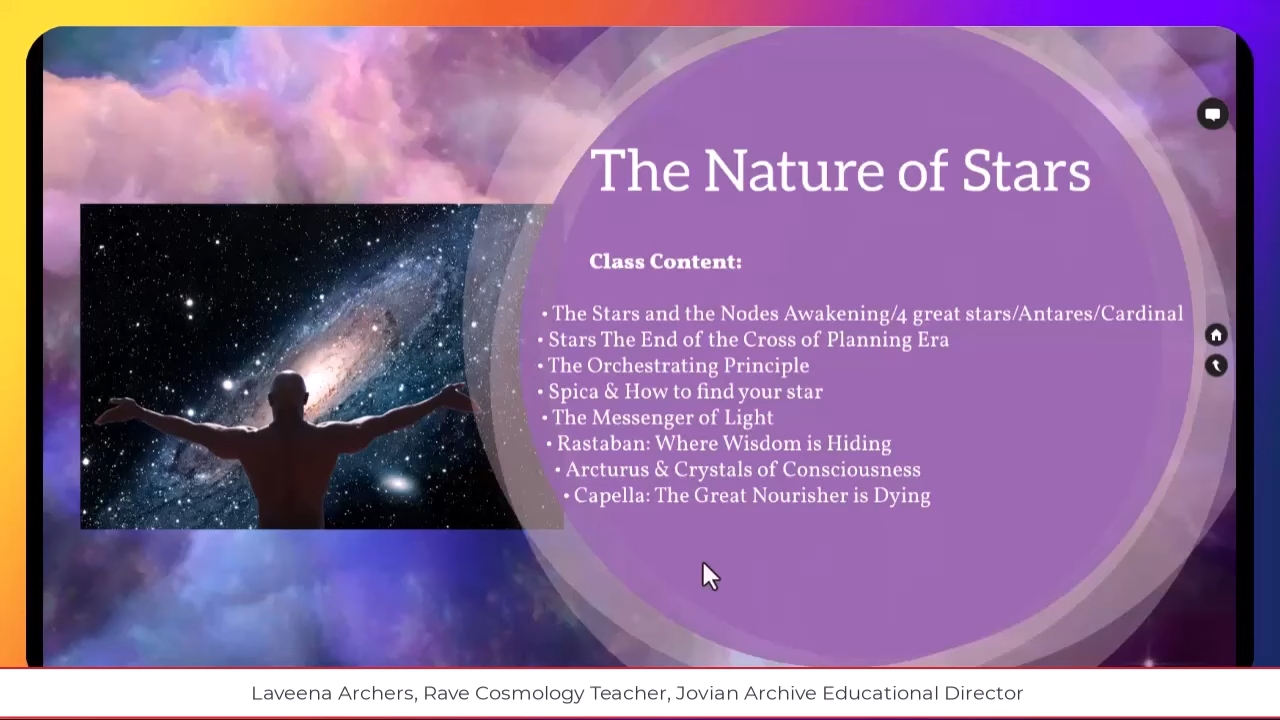 The Nature of Stars
Class Content:
• The Stars and the Nodes Awakening/4 great stars/Antares/Cardinal
• Stars The End of the Cross of Planning Era
• The Orchestrating Principle
• Spica & How to find your star
• The Messenger of Light
• Rastaban: Where Wisdom is Hiding
• Arcturus & Crystals of Consciousness
• Capella: The Great Nourisher is Dying
Laveena Archers, Rave Cosmology Teacher, Jovian Archive Educational Director